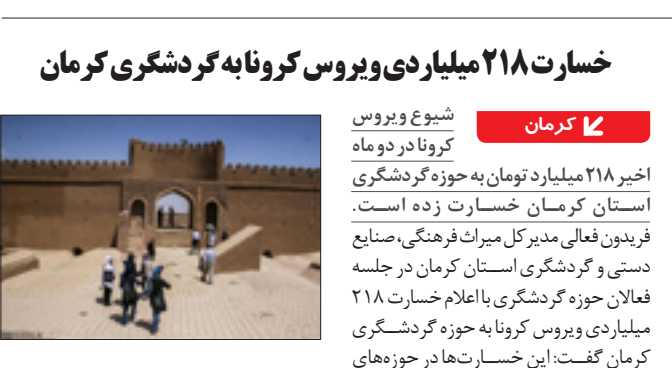 خسارت ۲۱۸ میلیاردی ویروس کرونا به گردشگری کرمان
کرمان
شیوع ویروس
کرونا در دو ماه
اخیر ۲۱۸ میلیارد تومان به حوزه گردشگری
استان کرمان خسارت زده است.
فریدون فعالی مدیر کل میراث فرهنگی، صنایع
دستی و گردشگری استان کرمان در جلسه
فعالان حوزه گردشگری با اعلام خسارت ۲۱۸
میلیاردی ویروس کرونا به حوزه گردشگری
کرمان گفت: این خسارت‌ها در حوزه‌های